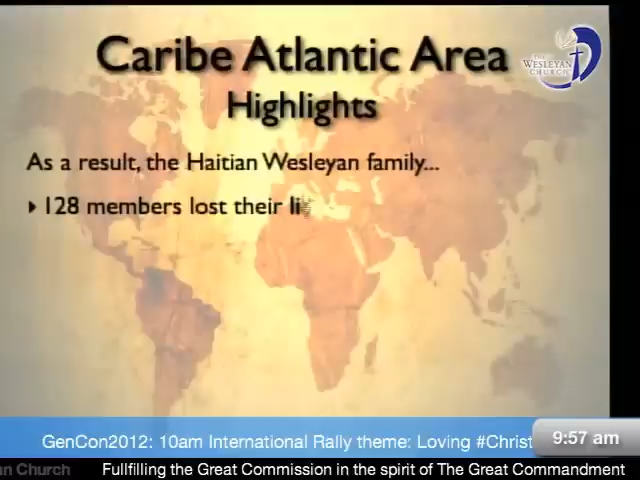 Caribe Atlantic Area
THE
WESLEYAN
CHURCH
Highlights
As a result, the Haitian Wesleyan family...
128 members lost their li
GenCon2012: 10am International Rally theme: Loving #Christ
9:57 am
an Church
Fullfilling the Great Commission in the spirit of The Great Commandment